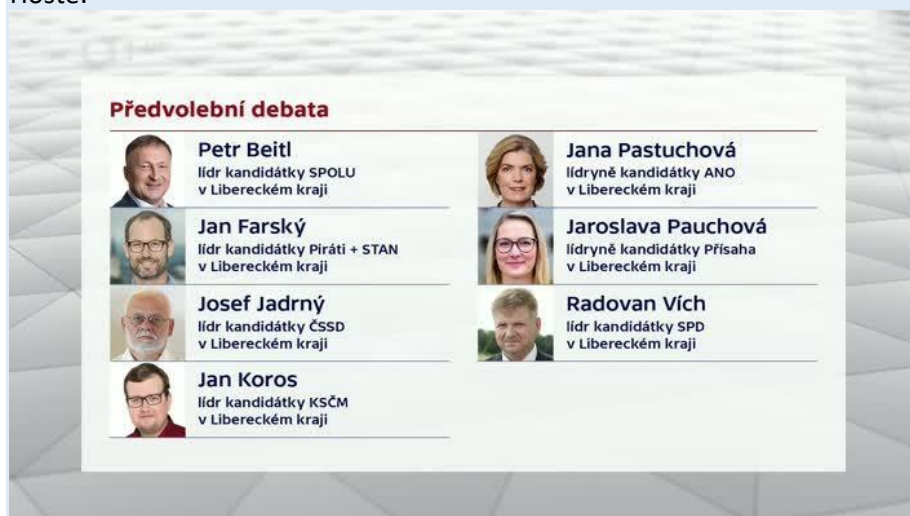 Předvolební debata
Petr Beitl
lídr kandidátky SPOLU
v Libereckém kraji
Jan Farský
lídr kandidátky Piráti + STAN
v Libereckém kraji
Josef Jadrný
lídr kandidátky ČSSD
v Libereckém kraji
Jan Koros
lídr kandidátky KSČM
v Libereckém kraji
Jana Pastuchová
lídryně kandidátky ANO
v Libereckém kraji
Jaroslava Pauchová
lídryně kandidátky Přísaha
v Libereckém kraji
Radovan Vích
lídr kandidátky SPD
v Libereckém kraji